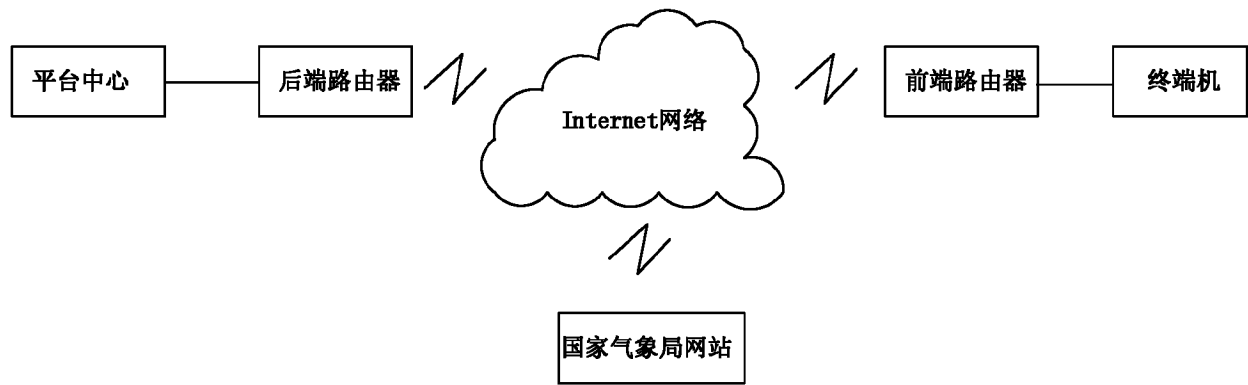 平台中心
后端路由器
Internet网络
前端路由器
终端机
国家气象局网站